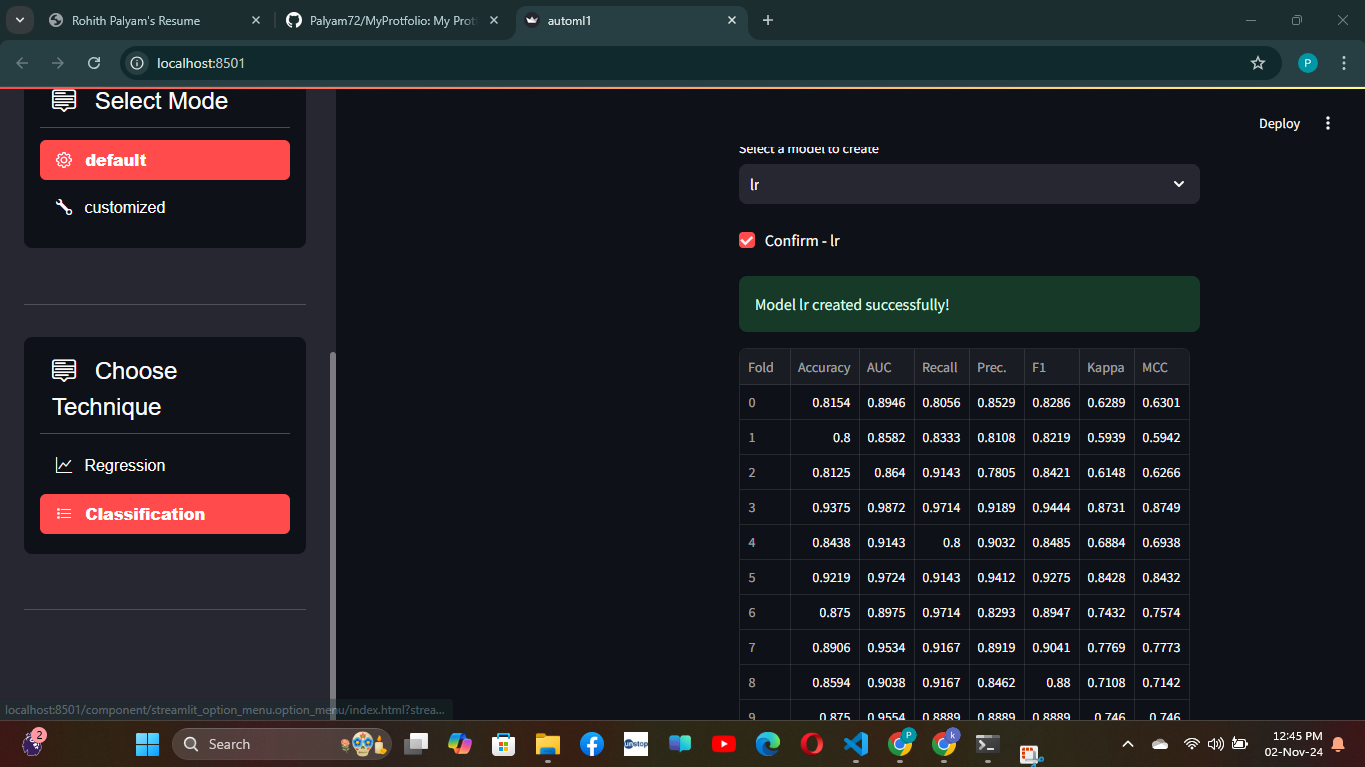 Rohith Palyam's Resume
Palyam72/MyProtfolio: My Prot
automl1
localhost:8501
P
Select Mode
default
customized
Choose
Technique
Regression
Classification
Deploy
Select a model to create
lr
Confirm - lr
Model lr created successfully!
Fold Accuracy AUC Recall Prec. F1 Kappa MCC
0 0.8154 0.8946 0.8056 0.8529 0.8286 0.6289 0.6301
1 0.8 0.8582 0.8333 0.8108 0.8219 0.5939 0.5942
2 0.8125 0.864 0.9143 0.7805 0.8421 0.6148 0.6266
3 0.9375 0.9872 0.9714 0.9189 0.9444 0.8731 0.8749
4 0.8438 0.9143 0.8 0.9032 0.8485 0.6884 0.6938
5 0.9219 0.9724 0.9143 0.9412 0.9275 0.8428 0.8432
6 0.875 0.8975 0.9714 0.8293 0.8947 0.7432 0.7574
7 0.8906 0.9534 0.9167 0.8919 0.9041 0.7769 0.7773
8 0.8594 0.9038 0.9167 0.8462 0.88 0.7108 0.7142
9 0.875 0.9554 0.8889 0.8889 0.8889 0.746 0.746
localhost:8501/component/streamlit_option_menu.option_menu/index.html?strea...
2
Search
unstop
P
k
12:45 PM
02-Nov-24